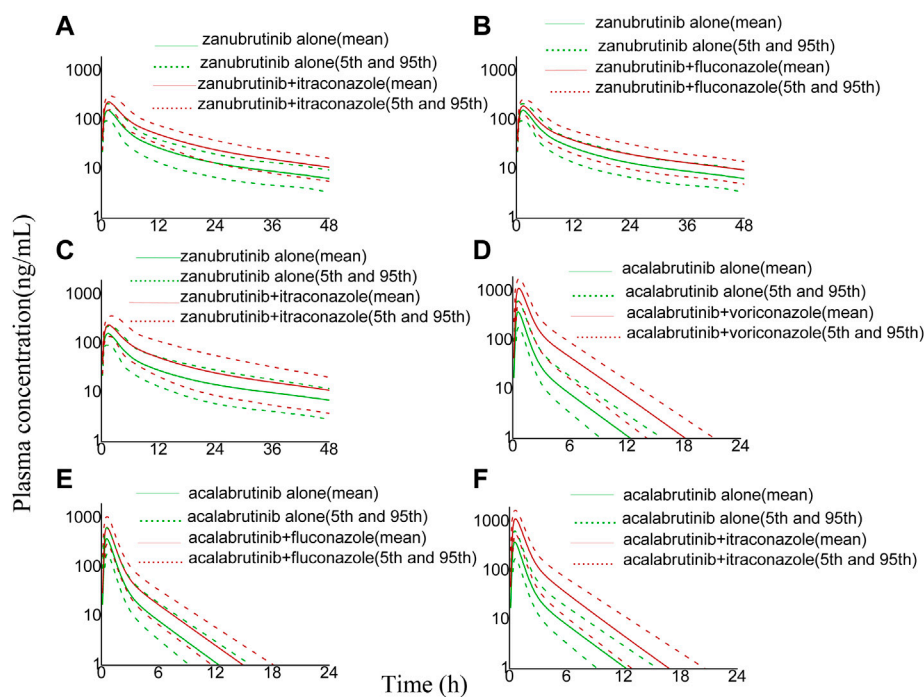 A
zanubrutinib alone(mean)
zanubrutinib alone(5th and 95th)
zanubrutinib+itraconazole(mean)
zanubrutinib+itraconazole(5th and 95th)
1000
100
10
1
0 12 24 36 48
B
zanubrutinib alone(mean)
zanubrutinib alone(5th and 95th)
zanubrutinib+fluconazole(mean)
zanubrutinib+fluconazole(5th and 95th)
1000
100
10
1
0 12 24 36 48
Plasma concentration(ng/mL)
C
zanubrutinib alone(mean)
zanubrutinib alone(5th and 95th)
zanubrutinib+itraconazole(mean)
zanubrutinib+itraconazole(5th and 95th)
1000
100
10
1
0 12 24 36 48
D
acalabrutinib alone(mean)
acalabrutinib alone(5th and 95th)
acalabrutinib+voriconazole(mean)
acalabrutinib+voriconazole(5th and 95th)
1000
100
10
1
0 6 12 18 24
E
acalabrutinib alone(mean)
acalabrutinib alone(5th and 95th)
acalabrutinib+fluconazole(mean)
acalabrutinib+fluconazole(5th and 95th)
1000
100
10
1
0 6 12 18 24
F
acalabrutinib alone(mean)
acalabrutinib alone(5th and 95th)
acalabrutinib+itraconazole(mean)
acalabrutinib+itraconazole(5th and 95th)
1000
100
10
1
0 6 12 18 24
Time (h)